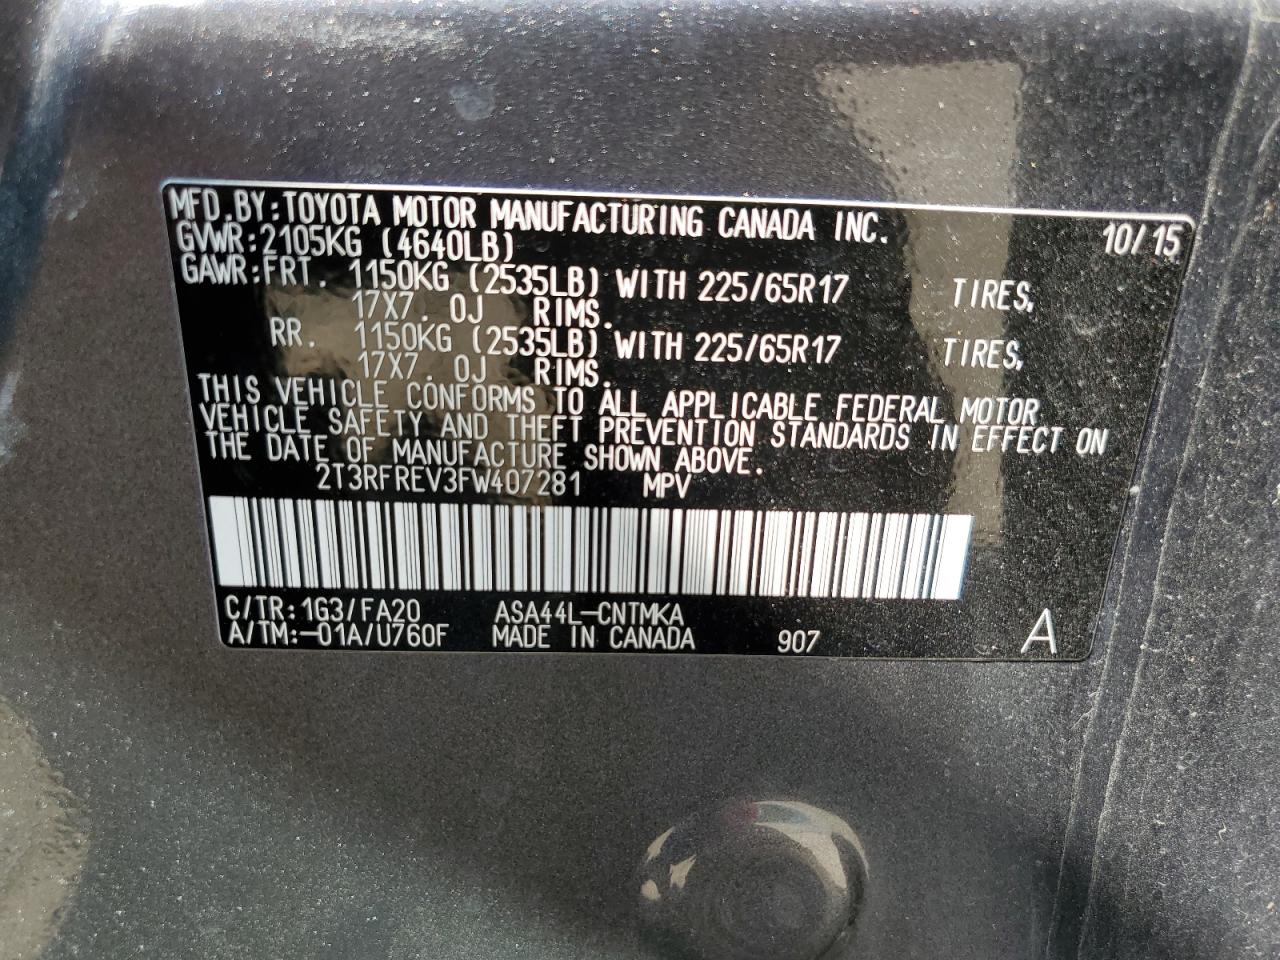 MFD.BY:TOYOTA MOTOR MANUFACTURING CANADA INC. 10/15
GVWR:2105KG (4640LB)
GAWR:FRT. 1150KG (2535LB) WITH 225/65R17 TIRES,
17X7.0J RIMS.
RR. 1150KG (2535LB) WITH 225/65R17 TIRES,
17X7.0J RIMS.
THIS VEHICLE CONFORMS TO ALL APPLICABLE FEDERAL MOTOR
VEHICLE SAFETY AND THEFT PREVENTION STANDARDS IN EFFECT ON
THE DATE OF MANUFACTURE SHOWN ABOVE.
2T3RFREV3FW407281 MPV
C/TR:1G3/FA20 ASA44L-CNTMKA
A/TM:-01A/U760F MADE IN CANADA 907 A